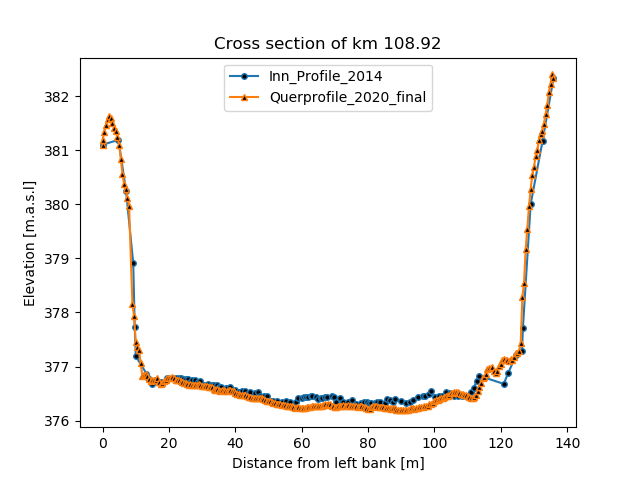 Cross section of km 108.92
Inn_Profile_2014
Querprofile_2020_final
382
381
380
379
378
377
376
Elevation [m.a.s.l]
0 20 40 60 80 100 120 140
Distance from left bank [m]